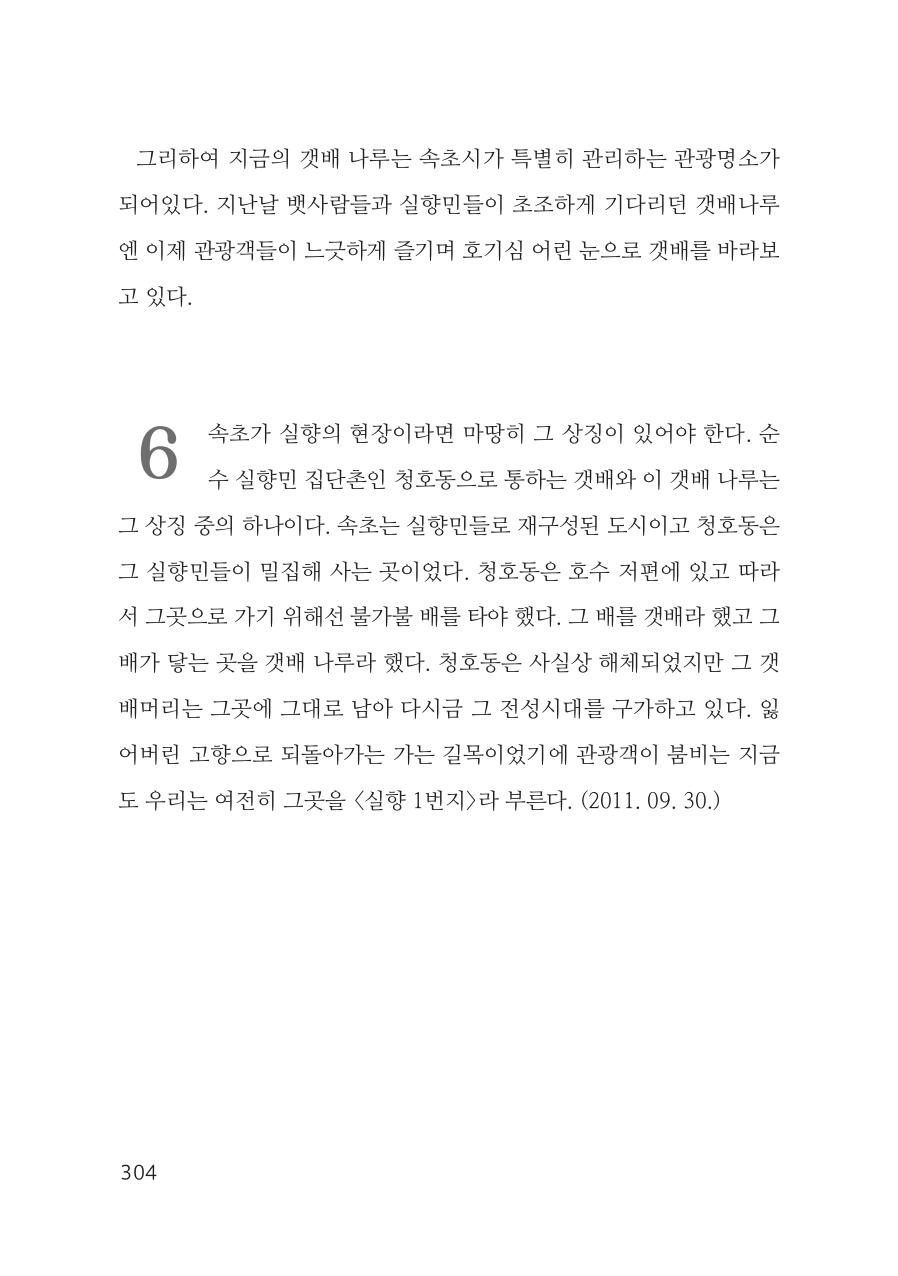 그리하여 지금의 갯배 나루는 속초시가 특별히 관리하는 관광명소가
되어있다. 지난날 뱃사람들과 실향민들이 초조하게 기다리던 갯배나루
엔 이제 관광객들이 느긋하게 즐기며 호기심 어린 눈으로 갯배를 바라보
고 있다.
6
속초가 실향의 현장이라면 마땅히 그 상징이 있어야 한다. 순
수 실향민 집단촌인 청호동으로 통하는 갯배와 이 갯배 나루는
그 상징 중의 하나이다. 속초는 실향민들로 재구성된 도시이고 청호동은
그 실향민들이 밀집해 사는 곳이었다. 청호동은 호수 저편에 있고 따라
서 그곳으로 가기 위해선 불가불 배를 타야 했다. 그 배를 갯배라 했고 그
배가 닿는 곳을 갯배 나루라 했다. 청호동은 사실상 해체되었지만 그 갯
배머리는 그곳에 그대로 남아 다시금 그 전성시대를 구가하고 있다. 잃
어버린 고향으로 되돌아가는 가는 길목이었기에 관광객이 붐비는 지금
도 우리는 여전히 그곳을 〈실향 1번지〉라 부른다. (2011. 09. 30.)
304